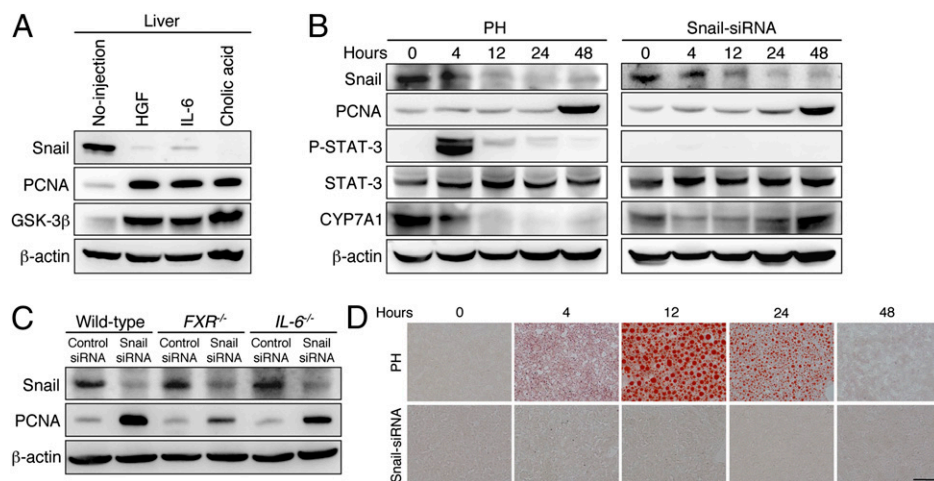 A
Liver
No-injection
HGF
IL-6
Cholic acid
Snail
PCNA
GSK-3β
β-actin
B
PH
Snail-siRNA
Hours 0 4 12 24 48 0 4 12 24 48
Snail
PCNA
P-STAT-3
STAT-3
CYP7A1
β-actin
C
Wild-type FXR-/- IL-6-/-
Control Snail Control Snail Control Snail
siRNA siRNA siRNA siRNA siRNA siRNA
Snail
PCNA
β-actin
D
Hours 0 4 12 24 48
PH
Snail-siRNA